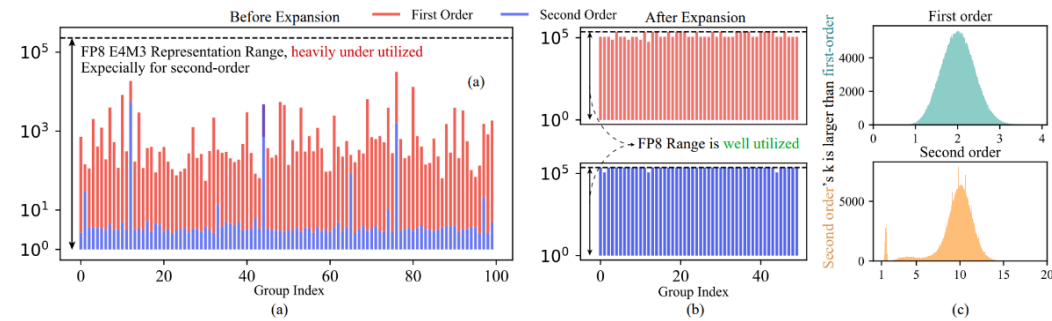 Before Expansion
First Order
Second Order
10^5
10^3
10^1
10^0
FP8 E4M3 Representation Range, heavily under utilized
Especially for second-order
(a)
0
20
40
60
80
100
Group Index
(a)
After Expansion
10^5
10^0
FP8 Range is well utilized
10^5
10^0
0
20
40
Group Index
(b)
Second order's k is larger than first-order
First order
4000
2000
0
0
1
2
3
4
Second order
5000
0
1
5
10
15
20
(c)